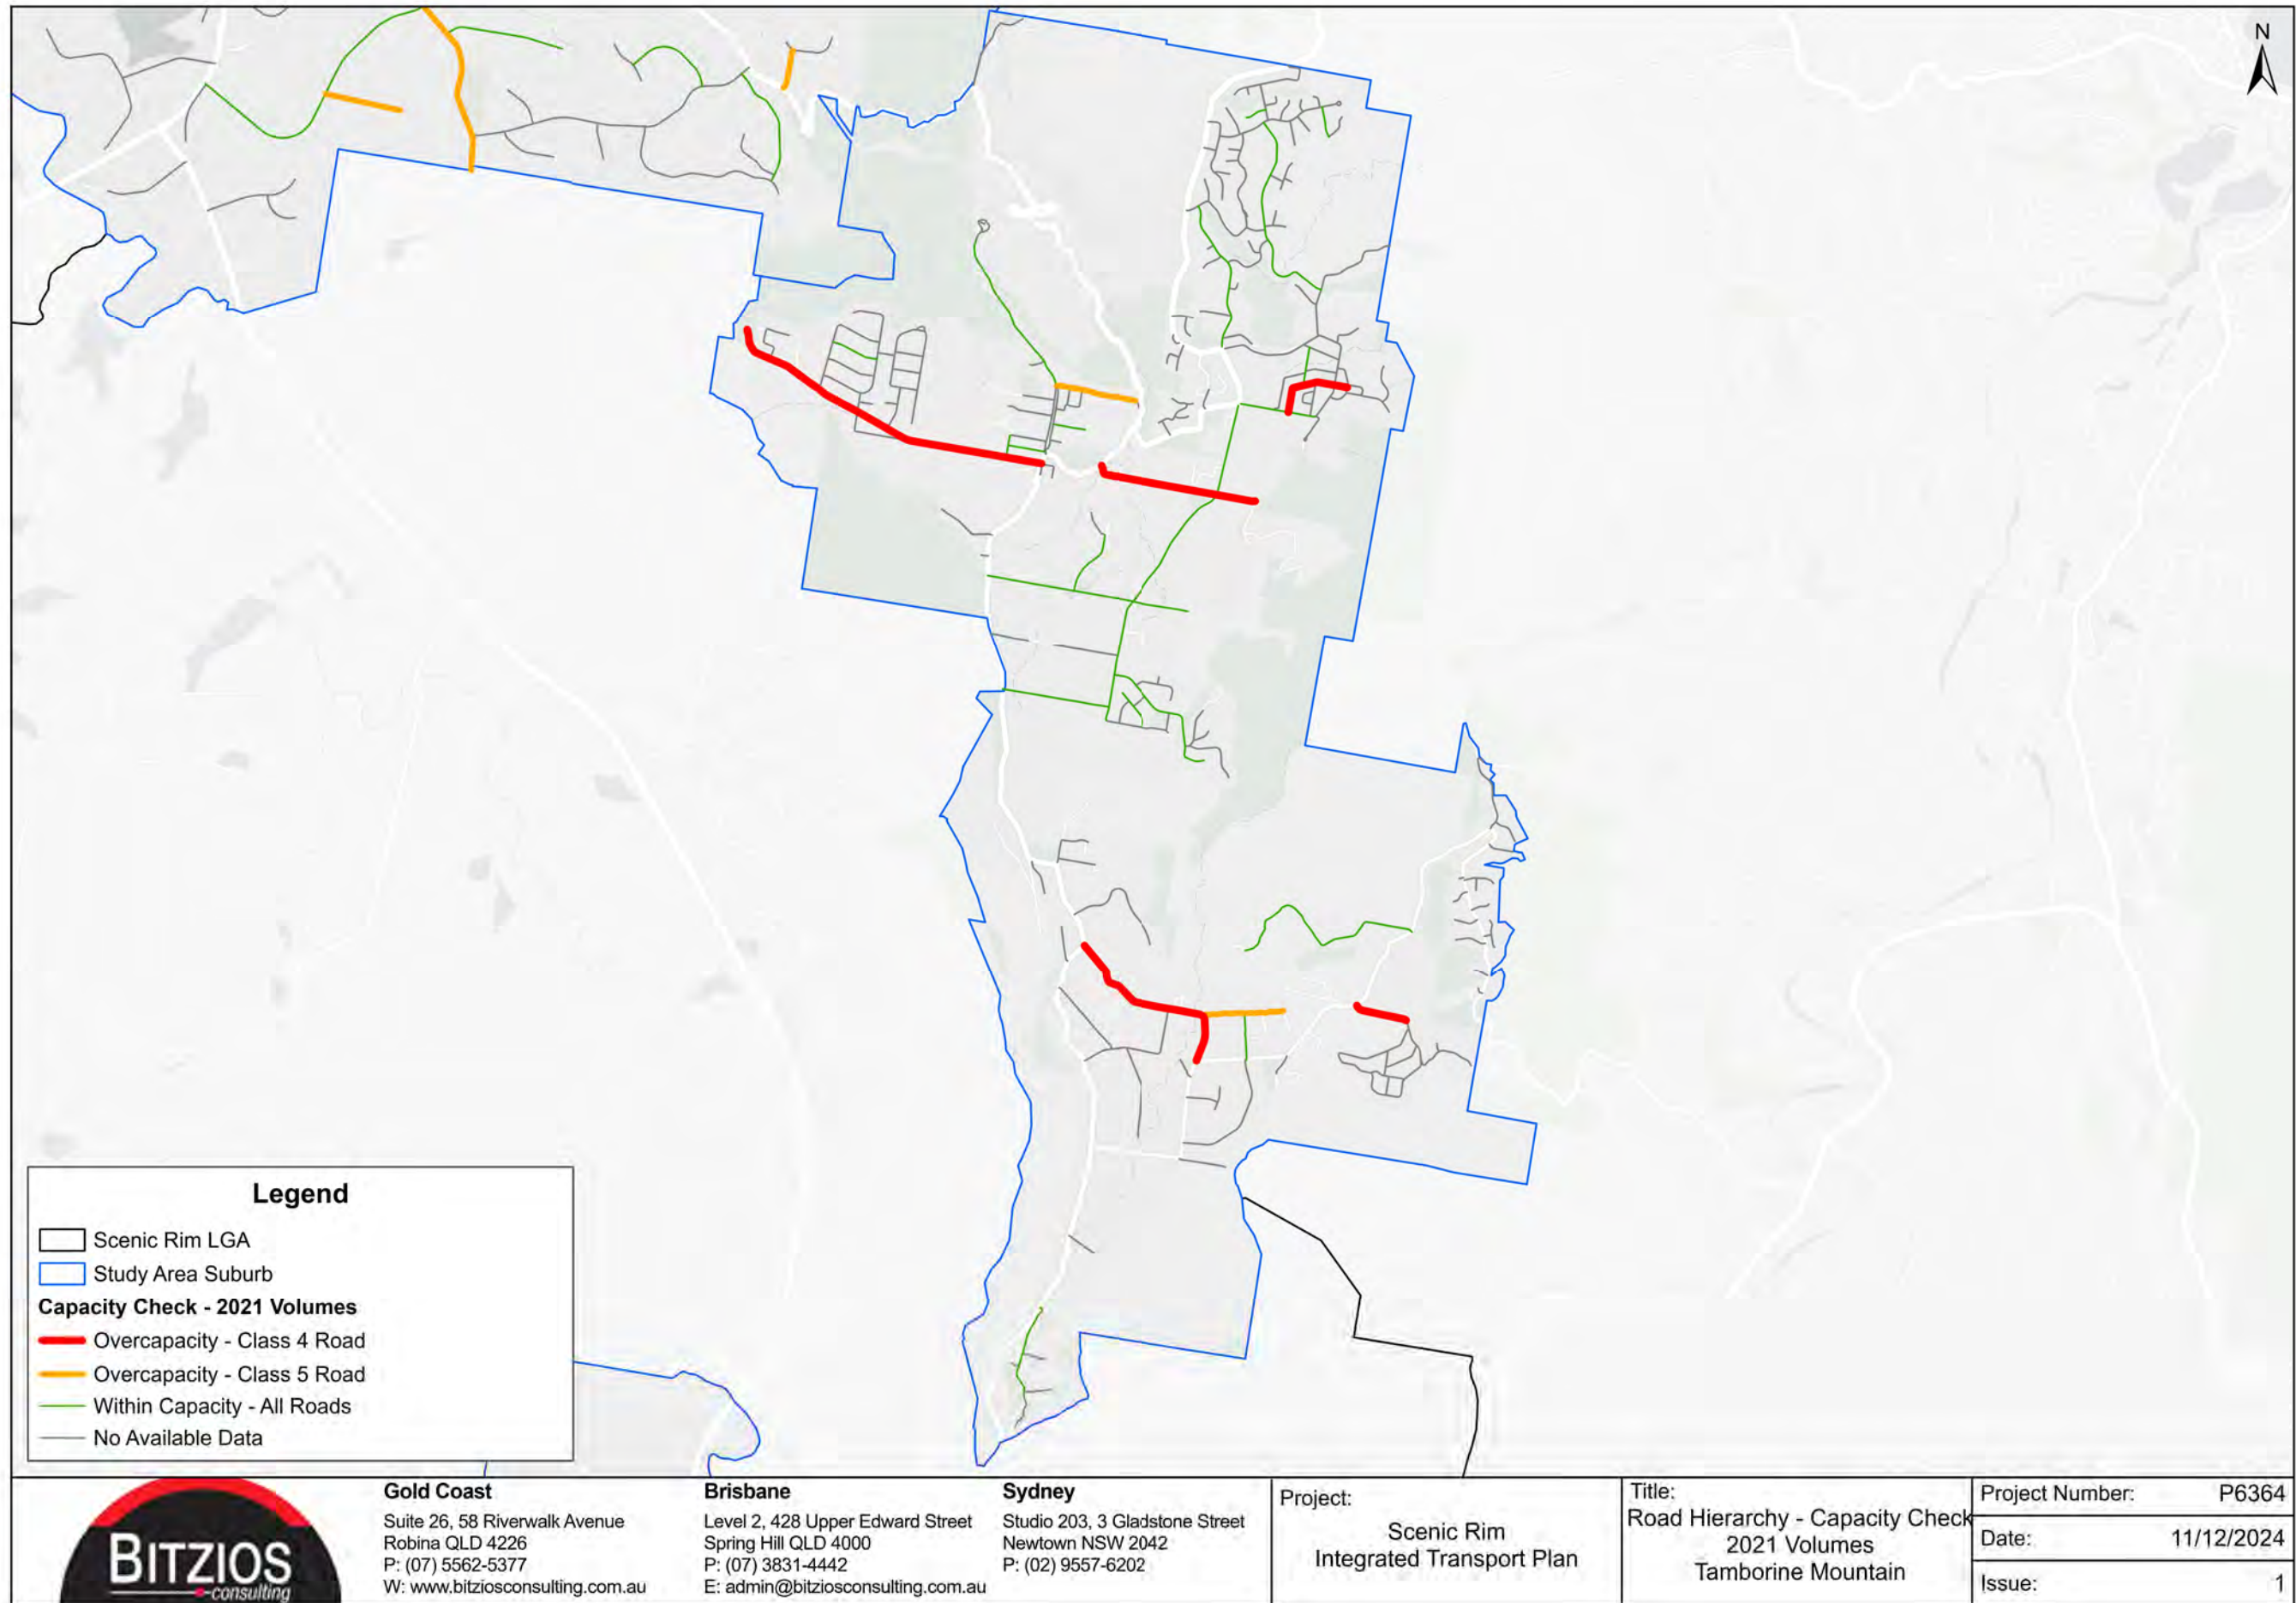 N
Legend
Scenic Rim LGA
Study Area Suburb
Capacity Check - 2021 Volumes
Overcapacity - Class 4 Road
Overcapacity - Class 5 Road
Within Capacity - All Roads
No Available Data
BITZIOS
consulting
Gold Coast
Suite 26, 58 Riverwalk Avenue
Robina QLD 4226
P: (07) 5562-5377
W: www.bitziosconsulting.com.au
Brisbane
Level 2, 428 Upper Edward Street
Spring Hill QLD 4000
P: (07) 3831-4442
E: admin@bitziosconsulting.com.au
Sydney
Studio 203, 3 Gladstone Street
Newtown NSW 2042
P: (02) 9557-6202
Project:
Scenic Rim
Integrated Transport Plan
Title:
Road Hierarchy - Capacity Check
2021 Volumes
Tamborine Mountain
Project Number: P6364
Date: 11/12/2024
Issue: 1